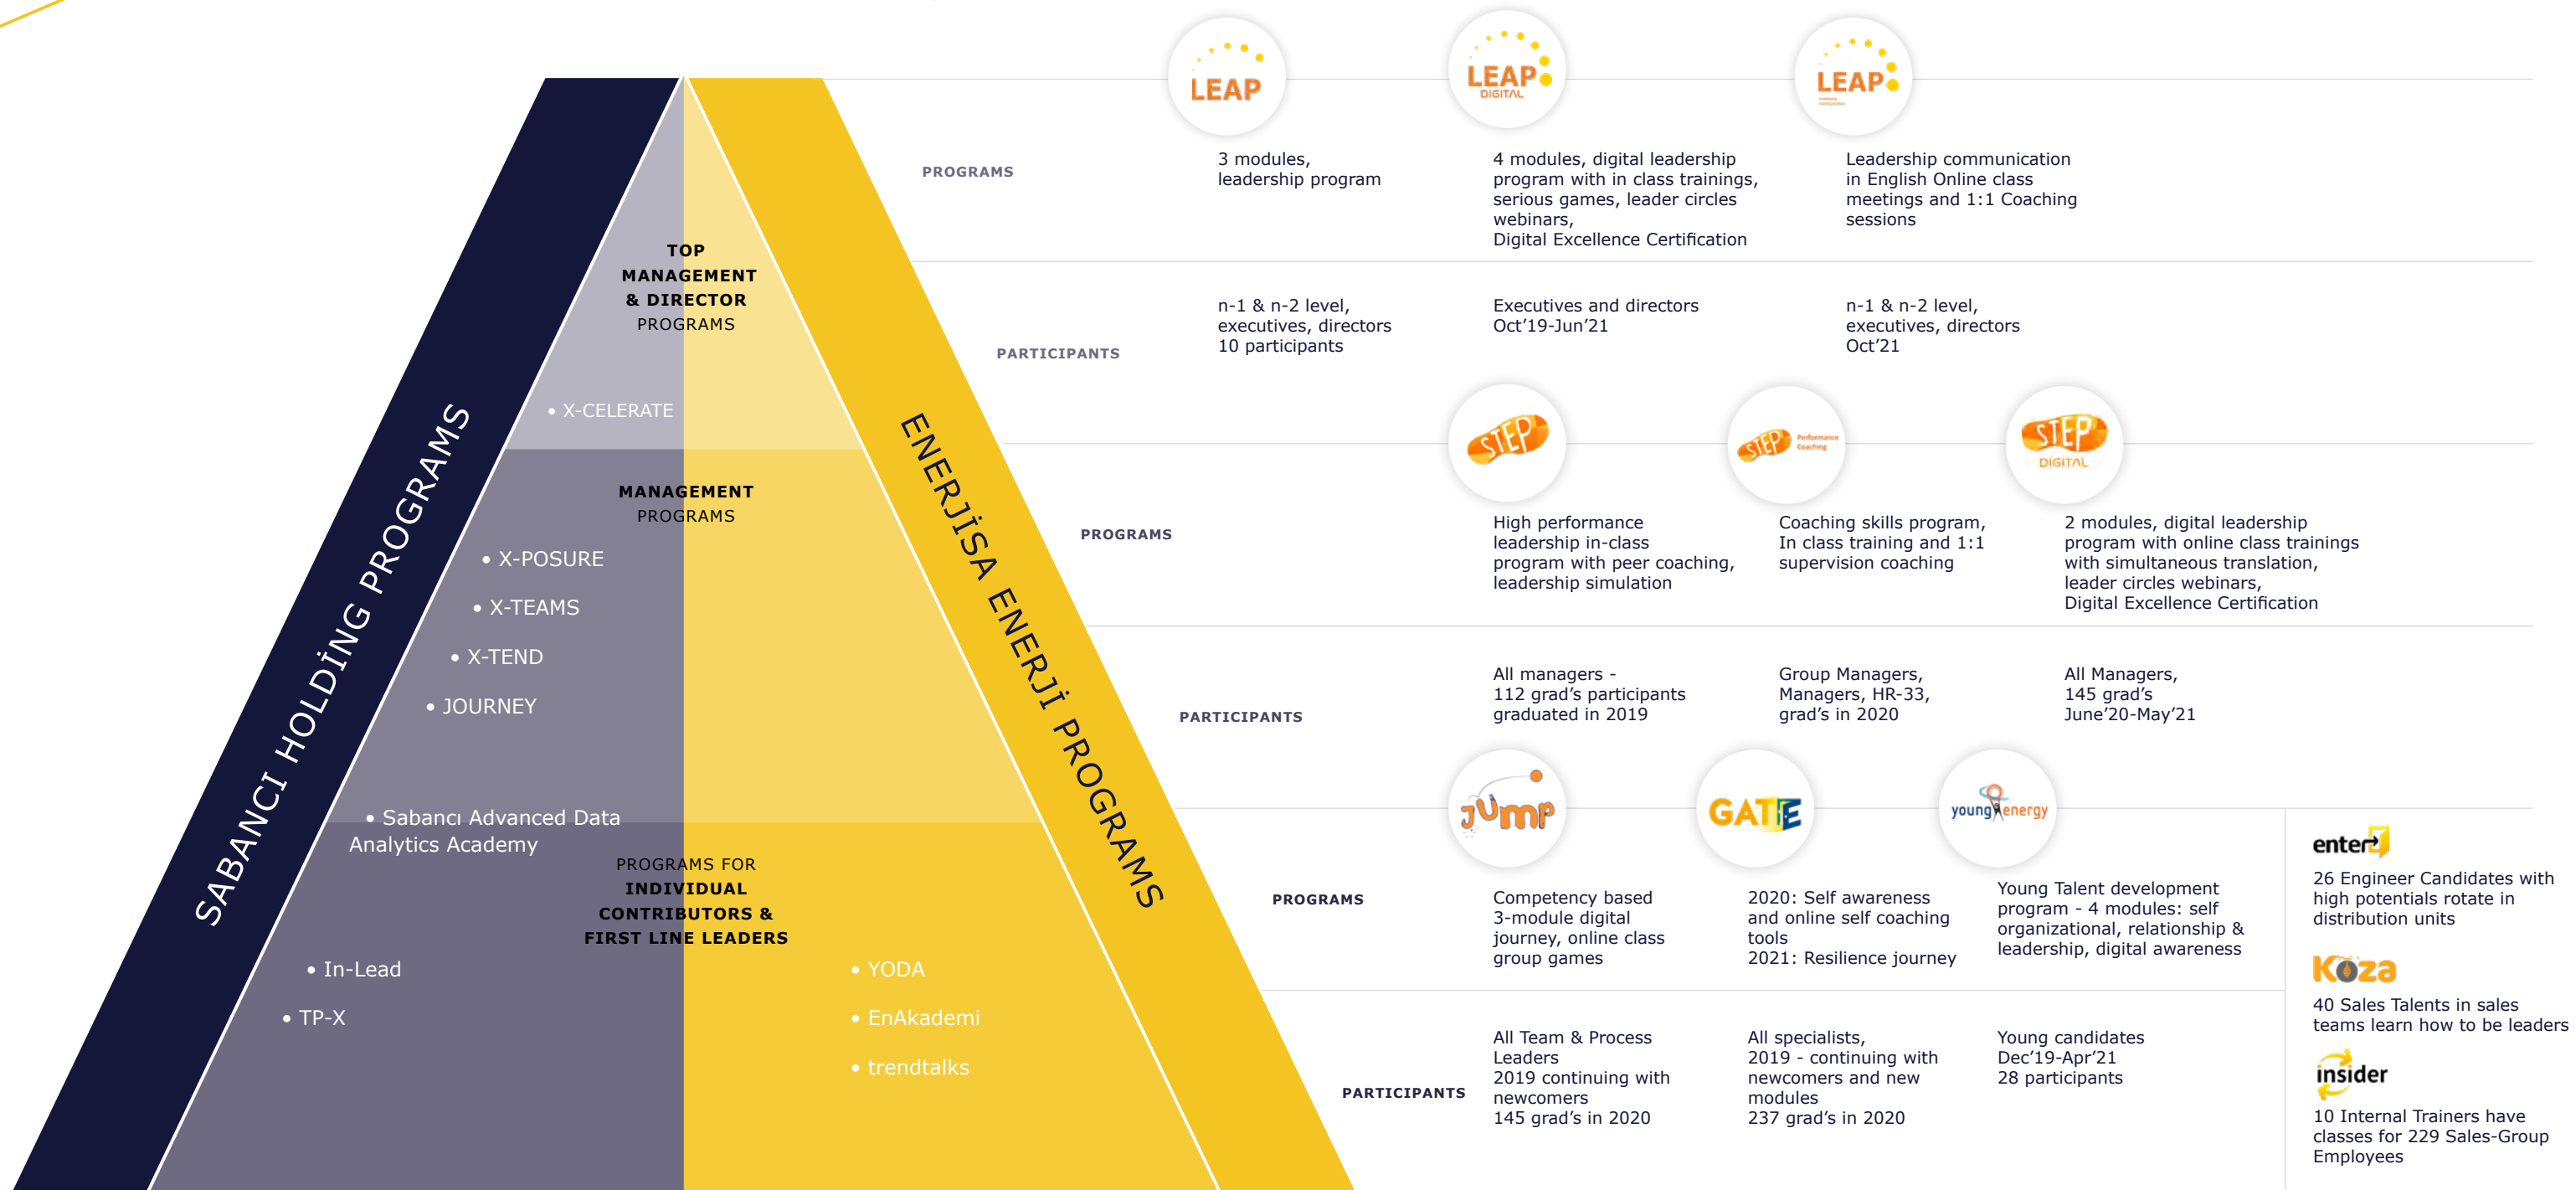 SABANCI HOLDİNG PROGRAMS
ENERJİSA ENERJİ PROGRAMS
TOP
MANAGEMENT
& DIRECTOR
PROGRAMS
• X-CELERATE
MANAGEMENT
PROGRAMS
• X-POSURE
• X-TEAMS
• X-TEND
• JOURNEY
• Sabancı Advanced Data
Analytics Academy
PROGRAMS FOR
INDIVIDUAL
CONTRIBUTORS &
FIRST LINE LEADERS
• In-Lead
• TP-X
• YODA
• EnAkademi
• trendtalks
LEAP
LEAP
DIGITAL
LEAP
Leadership
Communication
PROGRAMS
3 modules,
leadership program
4 modules, digital leadership
program with in class trainings,
serious games, leader circles
webinars,
Digital Excellence Certification
Leadership communication
in English Online class
meetings and 1:1 Coaching
sessions
PARTICIPANTS
n-1 & n-2 level,
executives, directors
10 participants
Executives and directors
Oct’19-Jun’21
n-1 & n-2 level,
executives, directors
Oct’21
STEP
STEP
Performance
Coaching
STEP
DİGİTAL
PROGRAMS
High performance
leadership in-class
program with peer coaching,
leadership simulation
Coaching skills program,
In class training and 1:1
supervision coaching
2 modules, digital leadership
program with online class trainings
with simultaneous translation,
leader circles webinars,
Digital Excellence Certification
PARTICIPANTS
All managers -
112 grad’s participants
graduated in 2019
Group Managers,
Managers, HR-33,
grad’s in 2020
All Managers,
145 grad’s
June’20-May’21
jUmp
GATE
young energy
PROGRAMS
Competency based
3-module digital
journey, online class
group games
2020: Self awareness
and online self coaching
tools
2021: Resilience journey
Young Talent development
program - 4 modules: self
organizational, relationship &
leadership, digital awareness
PARTICIPANTS
All Team & Process
Leaders
2019 continuing with
newcomers
145 grad’s in 2020
All specialists,
2019 - continuing with
newcomers and new
modules
237 grad’s in 2020
Young candidates
Dec’19-Apr’21
28 participants
enter
26 Engineer Candidates with
high potentials rotate in
distribution units
Koza
40 Sales Talents in sales
teams learn how to be leaders
insider
10 Internal Trainers have
classes for 229 Sales-Group
Employees